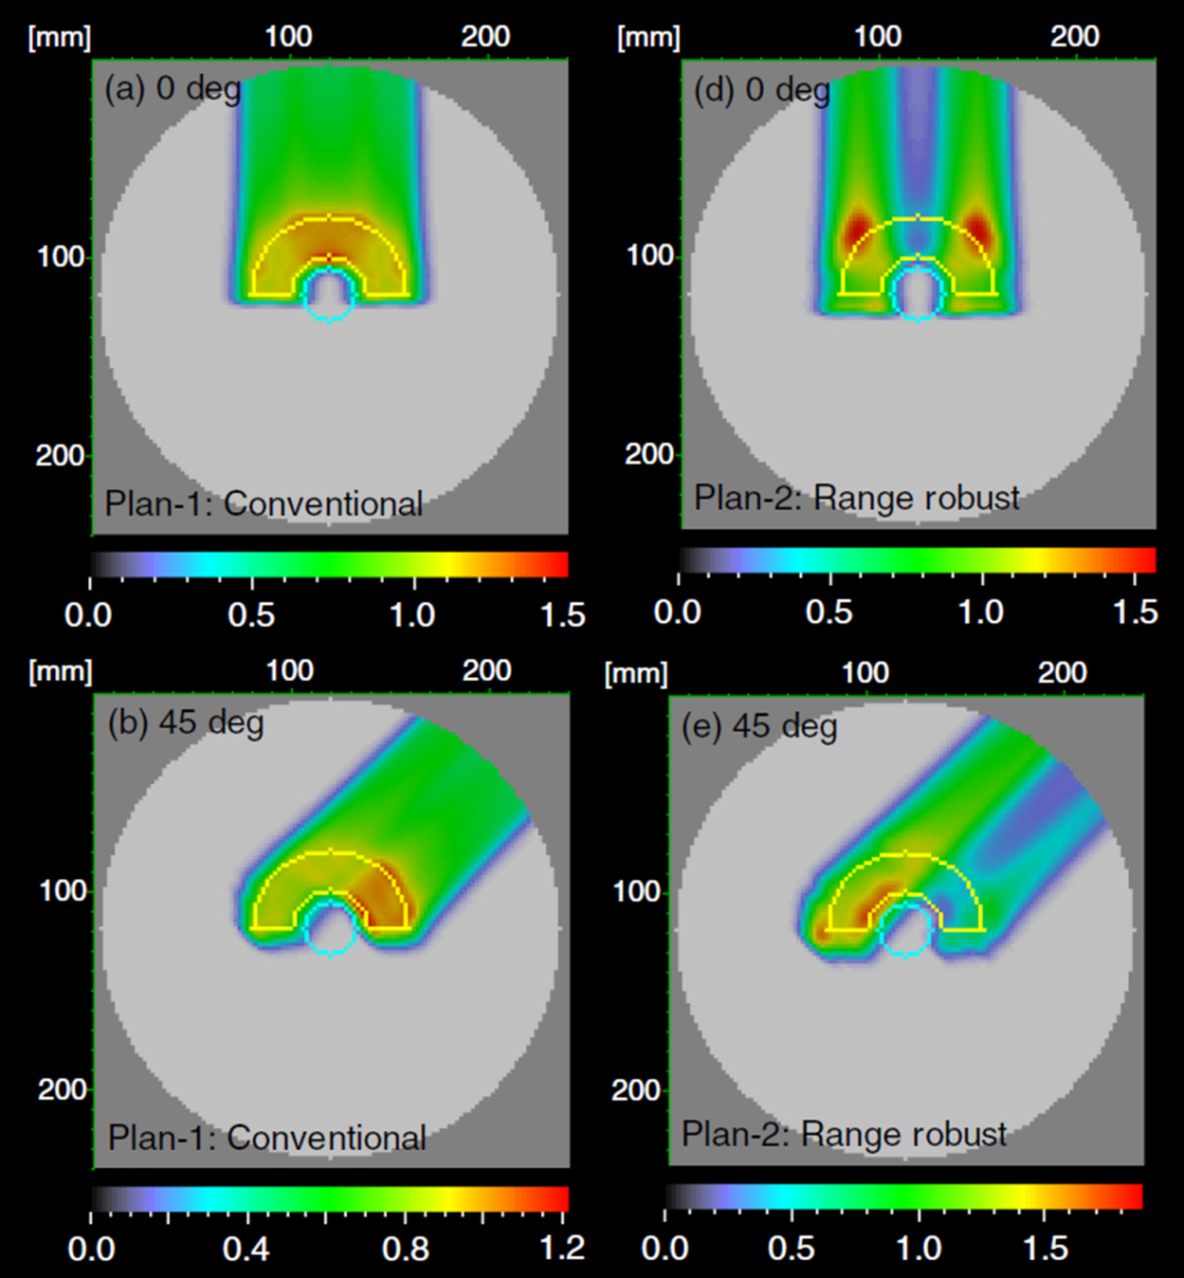 [mm] 100 200
(a) 0 deg
100
200
Plan-1: Conventional
0.0 0.5 1.0 1.5
[mm] 100 200
(d) 0 deg
100
200
Plan-2: Range robust
0.0 0.5 1.0 1.5
[mm] 100 200
(b) 45 deg
100
200
Plan-1: Conventional
0.0 0.4 0.8 1.2
[mm] 100 200
(e) 45 deg
100
200
Plan-2: Range robust
0.0 0.5 1.0 1.5